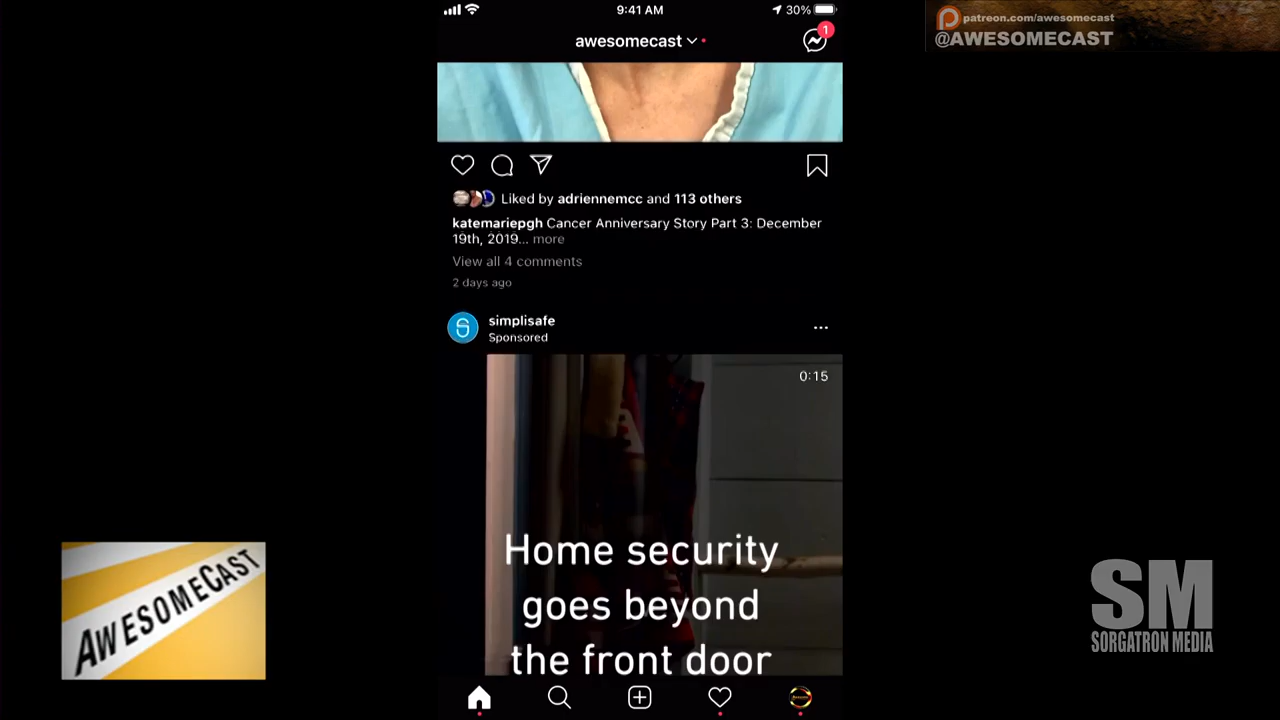 9:41 AM
30%
patreon.com/awesomecast
@AWESOMECAST
awesomecast
1
Liked by adriennemcc and 113 others
katemariepgh Cancer Anniversary Story Part 3: December
19th, 2019... more
View all 4 comments
2 days ago
simplisafe
Sponsored
0:15
Home security
goes beyond
the front door
AWESOMECAST
SM
SORGATRON MEDIA